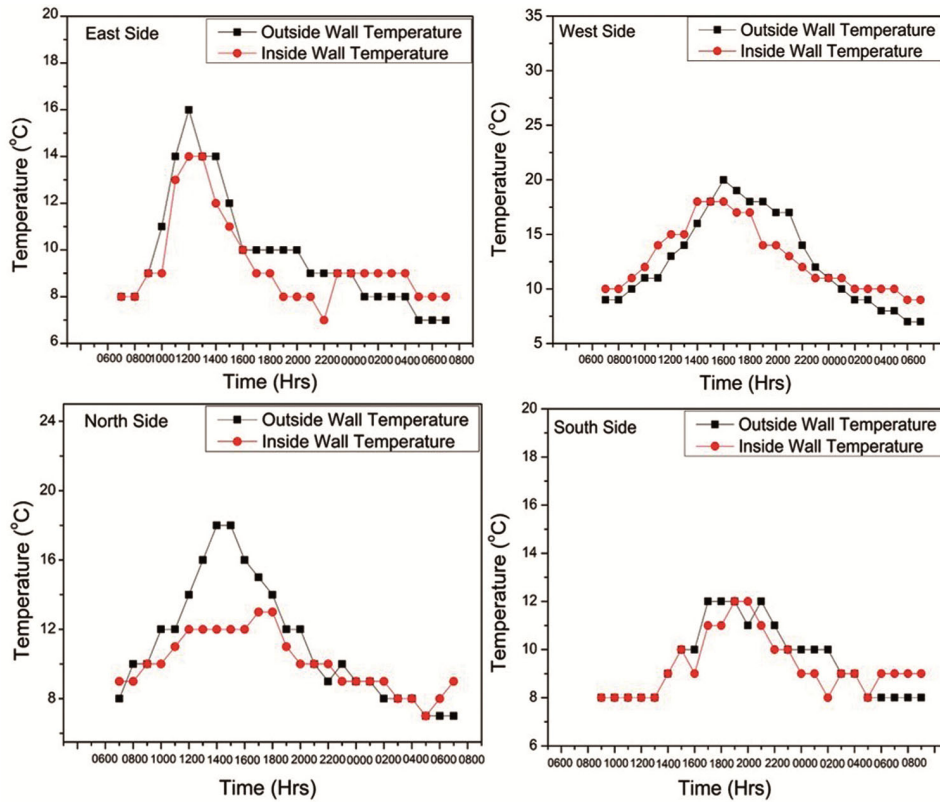 East Side
Outside Wall Temperature
Inside Wall Temperature
16
14
12
10
8
6
20
18
16
14
12
10
8
6
Temperature (°C)
0600 0800 1000 1200 1400 1600 1800 2000 2200 0000 0200 0400 0600 0800
Time (Hrs)
West Side
Outside Wall Temperature
Inside Wall Temperature
35
30
25
20
15
10
5
Temperature (°C)
0600 0800 1000 1200 1400 1600 1800 2000 2200 0000 0200 0400 0600
Time (Hrs)
North Side
Outside Wall Temperature
Inside Wall Temperature
24
20
16
12
8
Temperature (°C)
0600 0800 1000 1200 1400 1600 1800 2000 2200 0000 0200 0400 0600 0800
Time (Hrs)
South Side
Outside Wall Temperature
Inside Wall Temperature
20
18
16
14
12
10
8
6
Temperature (°C)
0600 0800 1000 1200 1400 1600 1800 2000 2200 0000 0200 0400 0600 0800
Time (Hrs)